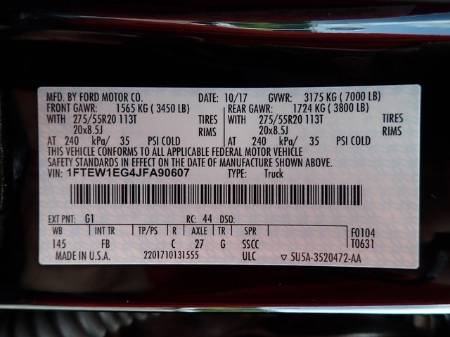 MFD. BY FORD MOTOR CO. 10/17 GVWR: 3175 KG ( 7000 LB)
FRONT GAWR: 1565 KG ( 3450 LB) REAR GAWR: 1724 KG ( 3800 LB)
WITH 275/55R20 113T TIRES WITH 275/55R20 113T TIRES
20x8.5J RIMS 20x8.5J RIMS
AT 240 kPa/ 35 PSI COLD AT 240 kPa/ 35 PSI COLD
THIS VEHICLE CONFORMS TO ALL APPLICABLE FEDERAL MOTOR VEHICLE
SAFETY AND THEFT PREVENTION STANDARDS IN EFFECT ON THE DATE OF MANUFACTURE SHOWN ABOVE.
VIN: 1FTEW1EG4JFA90607 TYPE: Truck
EXT PNT: G1 RC: 44 DSO: F0104
WB INT TR TP/PS R AXLE TR SPR T0631
145 FB C 27 G SSCC
MADE IN U.S.A. 2201710131555 ULC 5U5A-3520472-AA